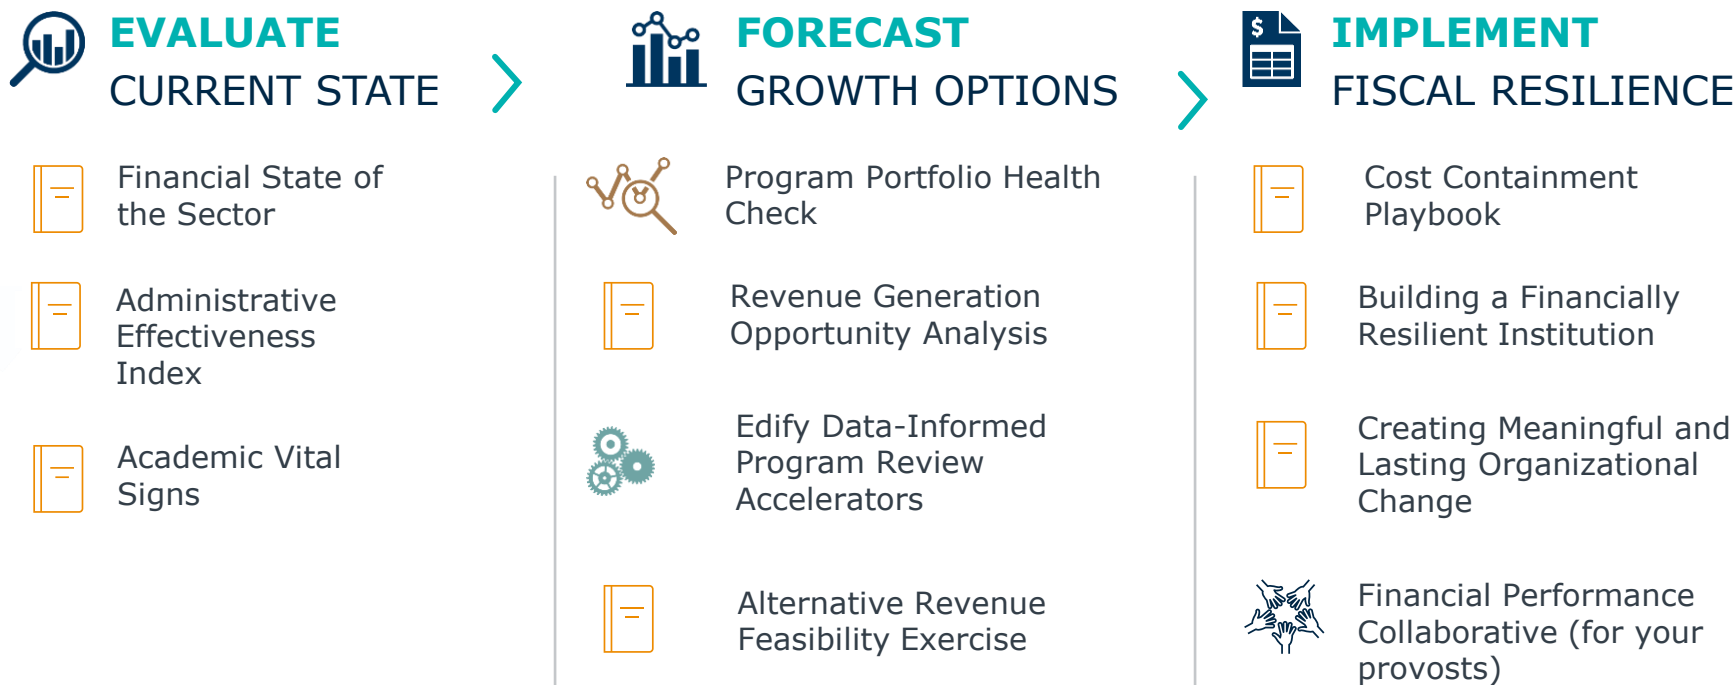 EVALUATE
CURRENT STATE
Financial State of
the Sector
Administrative
Effectiveness
Index
Academic Vital
Signs
FORECAST
GROWTH OPTIONS
Program Portfolio Health
Check
Revenue Generation
Opportunity Analysis
Edify Data-Informed
Program Review
Accelerators
Alternative Revenue
Feasibility Exercise
$
IMPLEMENT
FISCAL RESILIENCE
Cost Containment
Playbook
Building a Financially
Resilient Institution
Creating Meaningful and
Lasting Organizational
Change
Financial Performance
Collaborative (for your
provosts)